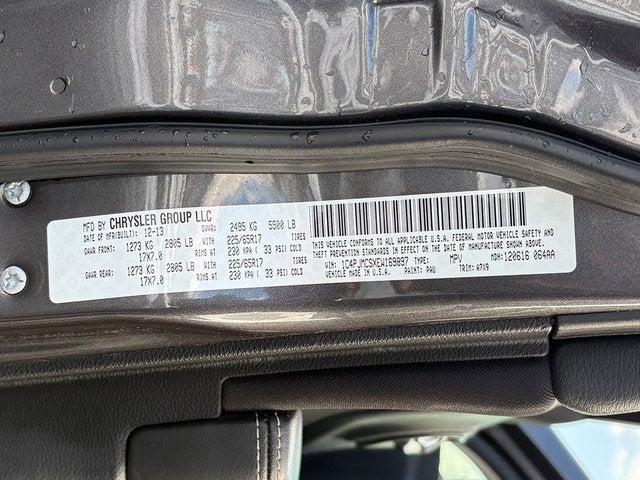 MFD BY CHRYSLER GROUP LLC
DATE OF MFR(BUILT): 12-13 GVWR: 2495 KG 5500 LB
GAWR FRONT: 1273 KG 2805 LB WITH 225/65R17 TIRES
17X7.0 RIMS AT 230 KPA ( 33 PSI) COLD
GAWR REAR: 1273 KG 2805 LB WITH 225/65R17 TIRES
17X7.0 RIMS AT 230 KPA ( 33 PSI) COLD
THIS VEHICLE CONFORMS TO ALL APPLICABLE U.S.A. FEDERAL MOTOR VEHICLE SAFETY
AND THEFT PREVENTION STANDARDS IN EFFECT ON THE DATE OF MANUFACTURE SHOWN ABOVE.
VIN: 1C4PJMCSXEW169897 TYPE: MPV MDH: 120616 064AA
VEHICLE MADE IN U.S.A. PAINT: PAU TRIM: A7X9